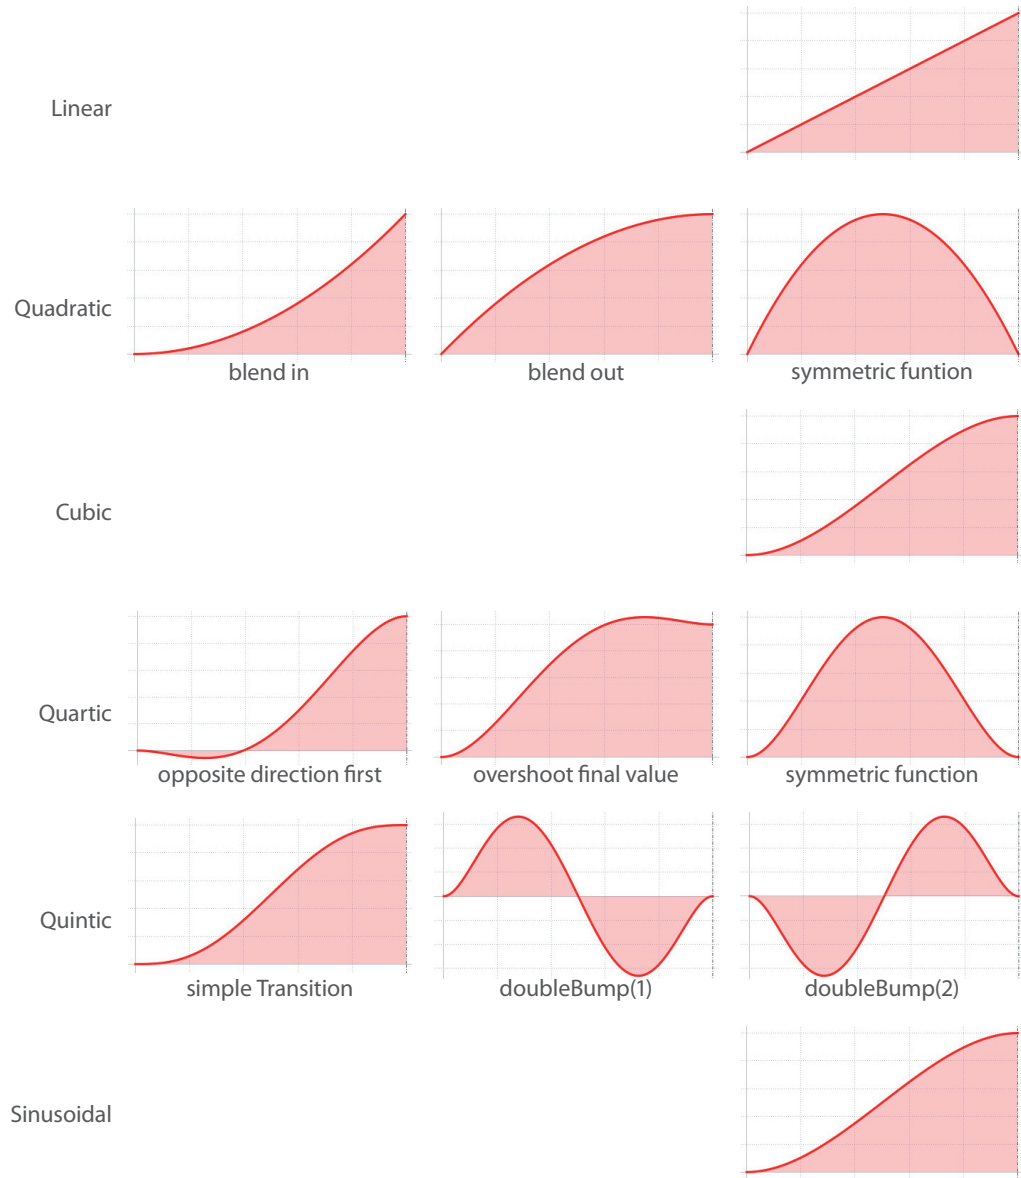 Linear
Quadratic
blend in
blend out
symmetric funtion
Cubic
Quartic
opposite direction first
overshoot final value
symmetric function
Quintic
simple Transition
doubleBump(1)
doubleBump(2)
Sinusoidal